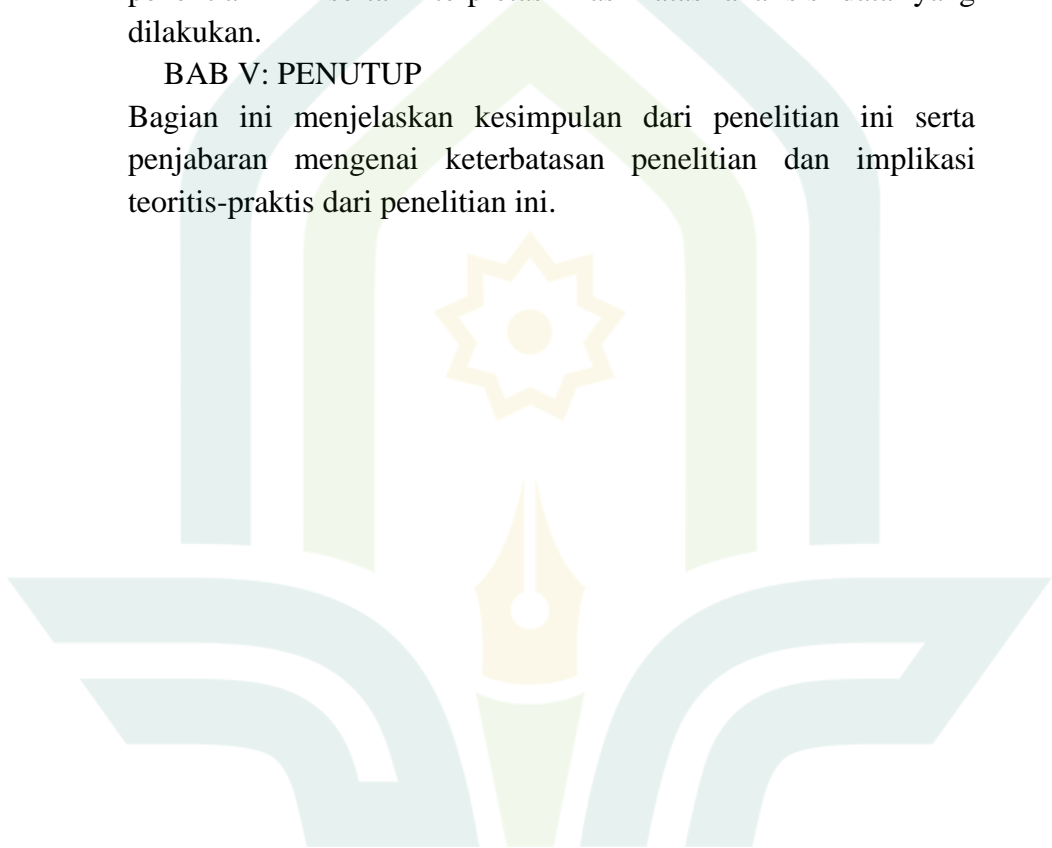 dilakukan.
BAB V: PENUTUP
Bagian ini menjelaskan kesimpulan dari penelitian ini serta
penjabaran mengenai keterbatasan penelitian dan implikasi
teoritis-praktis dari penelitian ini.